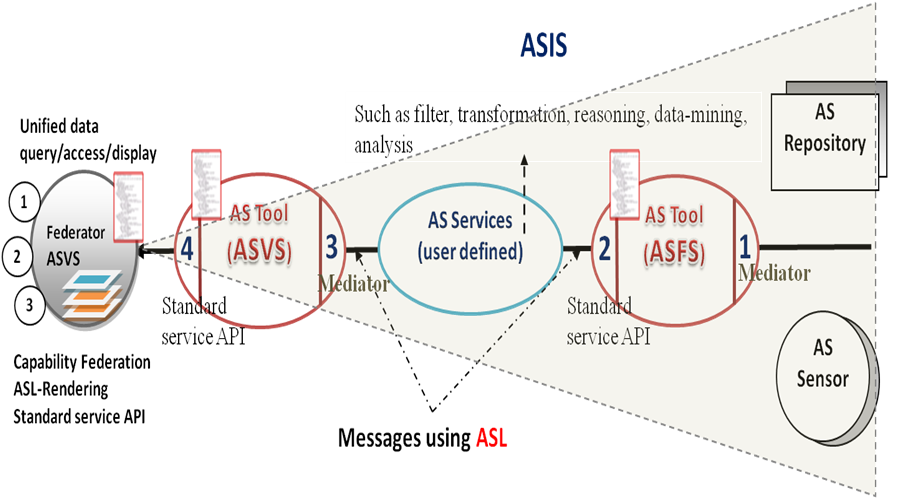 ASIS
Such as filter, transformation, reasoning, data-mining,
analysis
AS
Repository
Unified data
query/access/display
1
2
3
Federator
ASVS
4
AS Tool
(ASVS)
3
Mediator
Standard
service API
AS Services
(user defined)
2
AS Tool
(ASFS)
1
Mediator
Standard
service API
AS
Sensor
Capability Federation
ASL-Rendering
Standard service API
Messages using ASL